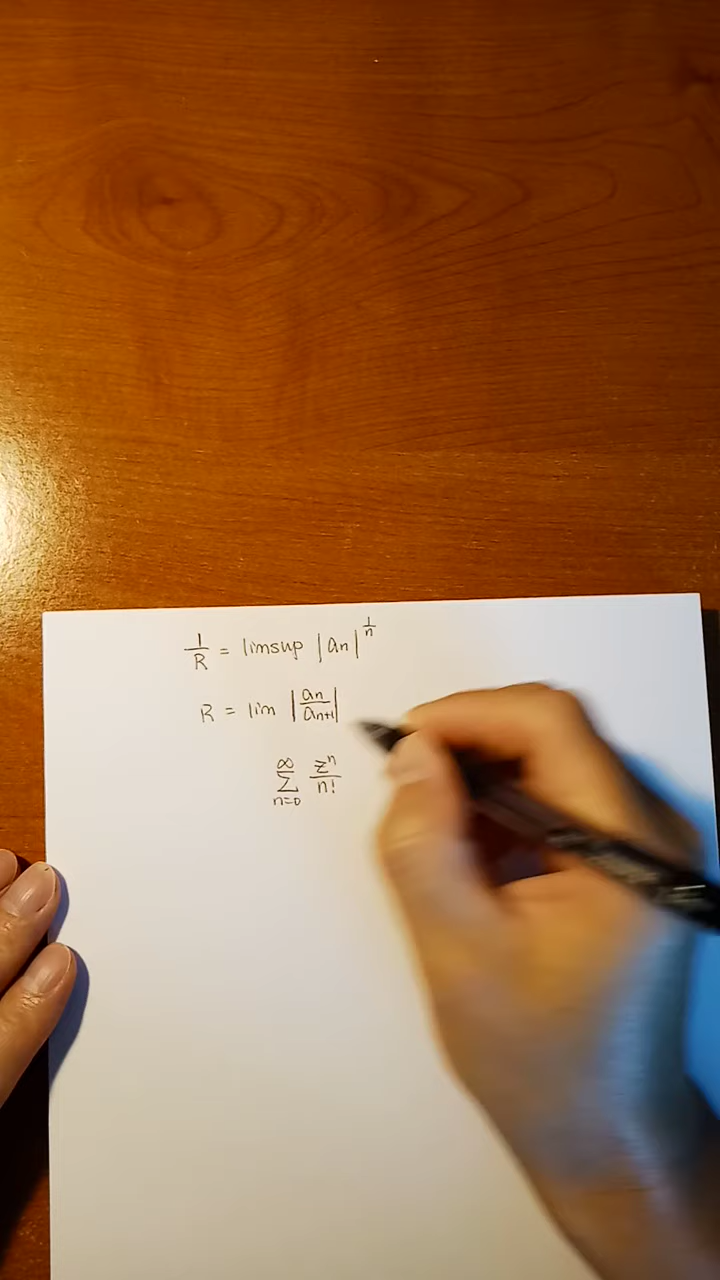 1/R = limsup |an|^1/n
R = lim |an/an+1|
∞∑n=0 z^n/n!